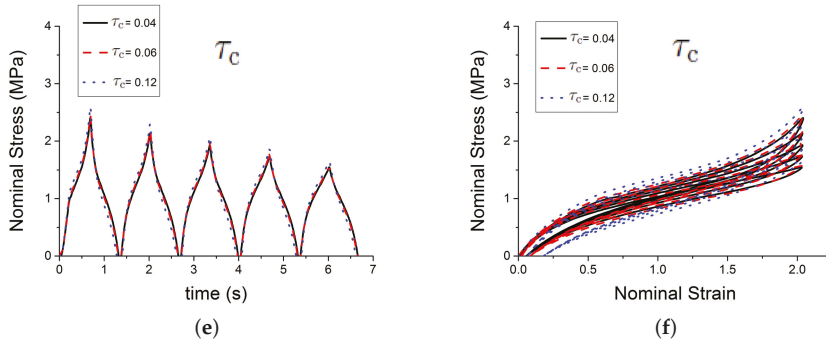 τc = 0.04
τc = 0.06
τc = 0.12
τc
Nominal Stress (MPa)
4
3
2
1
0
0 1 2 3 4 5 6 7
time (s)
(e)
τc = 0.04
τc = 0.06
τc = 0.12
τc
Nominal Stress (MPa)
4
3
2
1
0
0.0 0.5 1.0 1.5 2.0
Nominal Strain
(f)